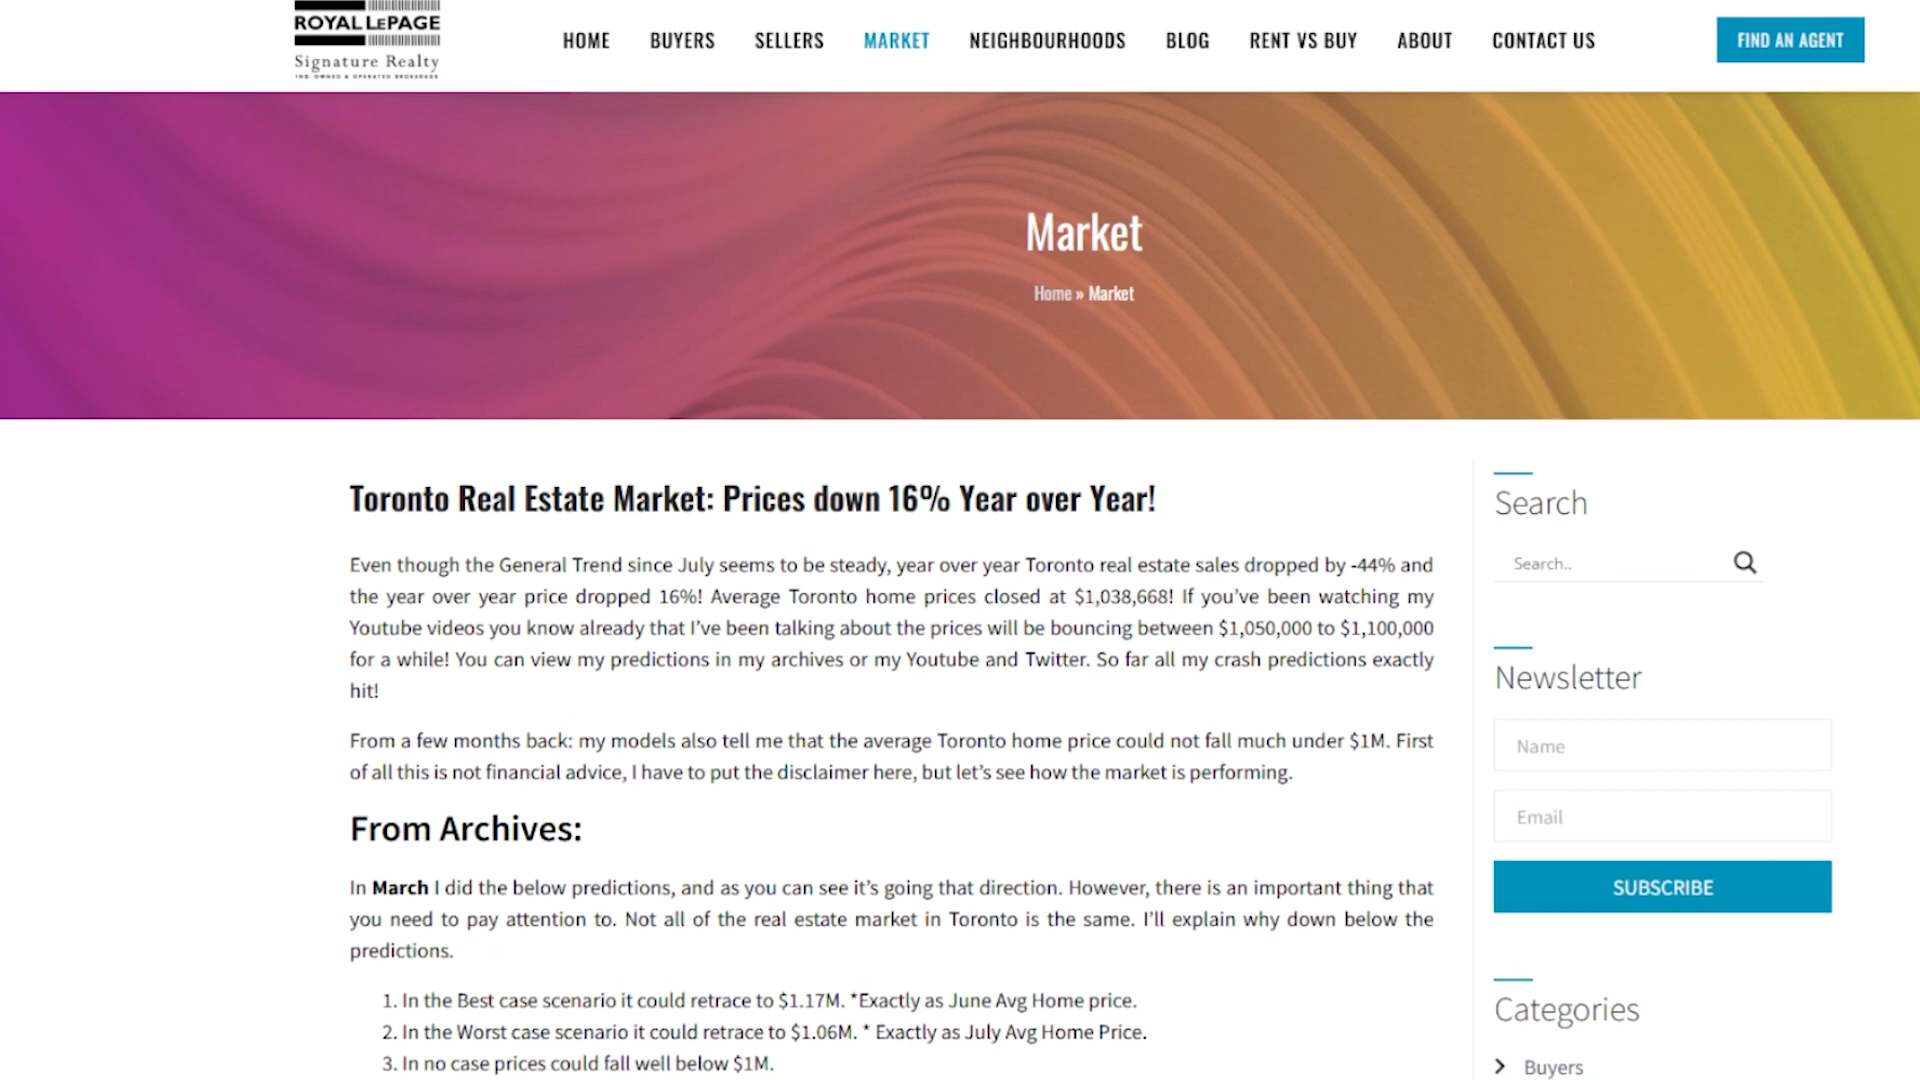 ROYAL LEPAGE
Signature Realty
IND. OWNED & OPERATED BROKERAGE
HOME BUYERS SELLERS MARKET NEIGHBOURHOODS BLOG RENT VS BUY ABOUT CONTACT US
FIND AN AGENT
Market
Home » Market
Toronto Real Estate Market: Prices down 16% Year over Year!
Even though the General Trend since July seems to be steady, year over year Toronto real estate sales dropped by -44% and
the year over year price dropped 16%! Average Toronto home prices closed at $1,038,668! If you’ve been watching my
Youtube videos you know already that I’ve been talking about the prices will be bouncing between $1,050,000 to $1,100,000
for a while! You can view my predictions in my archives or my Youtube and Twitter. So far all my crash predictions exactly
hit!
From a few months back: my models also tell me that the average Toronto home price could not fall much under $1M. First
of all this is not financial advice, I have to put the disclaimer here, but let’s see how the market is performing.
From Archives:
In March I did the below predictions, and as you can see it’s going that direction. However, there is an important thing that
you need to pay attention to. Not all of the real estate market in Toronto is the same. I’ll explain why down below the
predictions.
1. In the Best case scenario it could retrace to $1.17M. *Exactly as June Avg Home price.
2. In the Worst case scenario it could retrace to $1.06M. * Exactly as July Avg Home Price.
3. In no case prices could fall well below $1M.
Search
Search..
Newsletter
Name
Email
SUBSCRIBE
Categories
Buyers